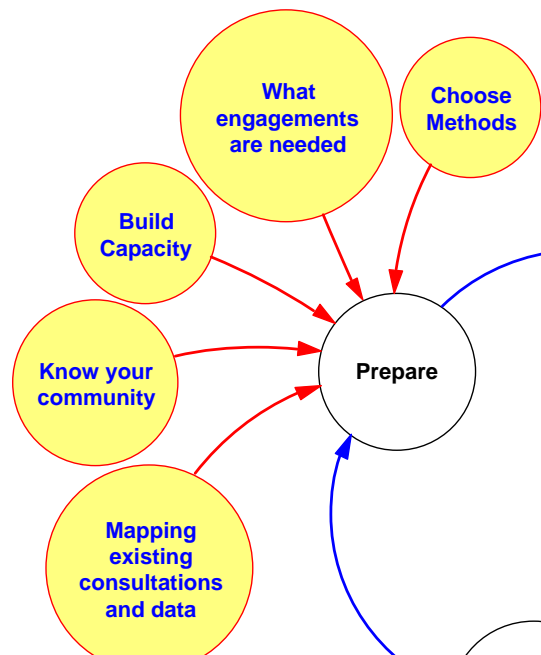 What
engagements
are needed
Choose
Methods
Build
Capacity
Know your
community
Prepare
Mapping
existing
consultations
and data